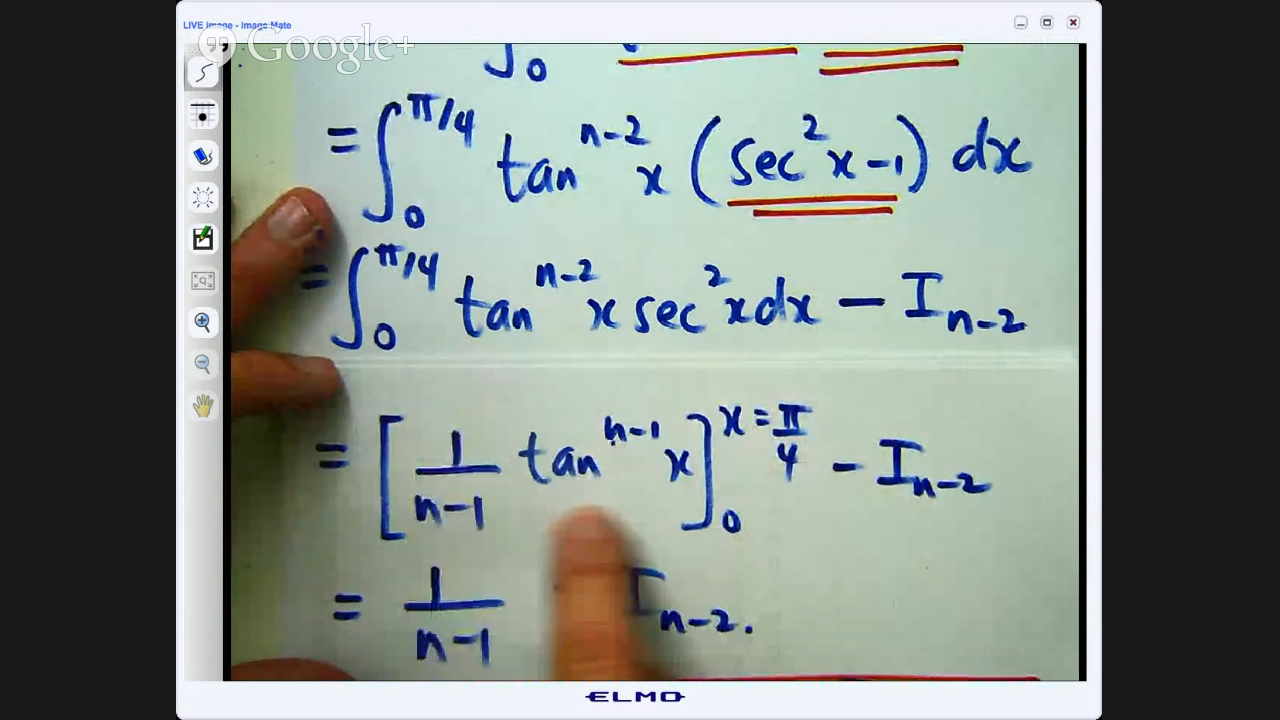 LIVE image - Image Mate
Google+
∫₀
= ∫₀^{π/4} tan^{n-2} x (sec² x - 1) dx
= ∫₀^{π/4} tan^{n-2} x sec² x dx - I_{n-2}
= [ 1/(n-1) tan^{n-1} x ]₀^{x = π/4} - I_{n-2}
= 1/(n-1) I_{n-2}.
ELMO